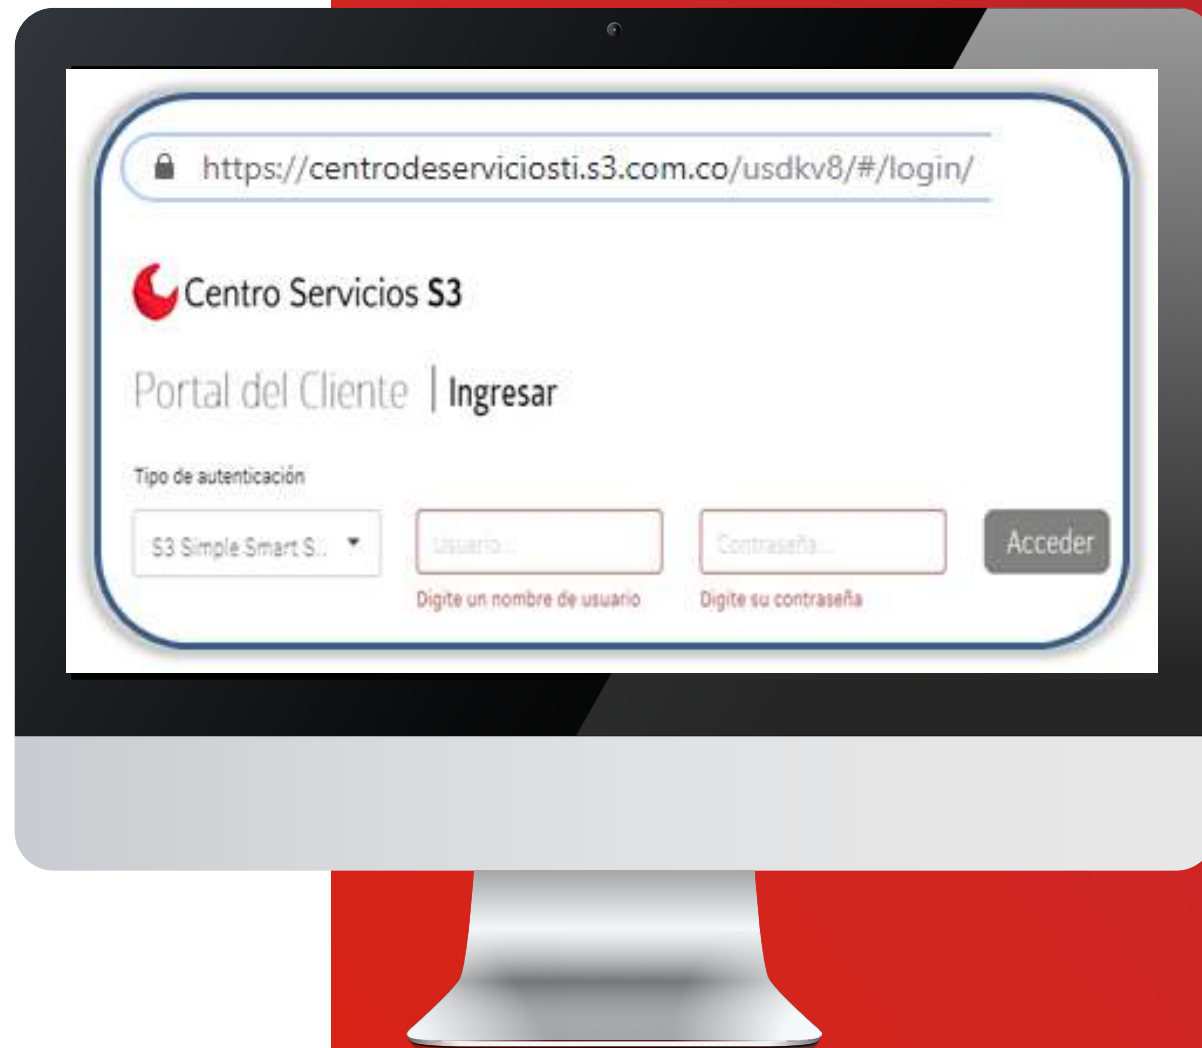 https://centrodeserviciosti.s3.com.co/usdkv8/#/login/
Centro Servicios S3
Portal del Cliente | Ingresar
Tipo de autenticación
S3 Simple Smart S... Usuario... Contraseña... Acceder
Digite un nombre de usuario Digite su contraseña